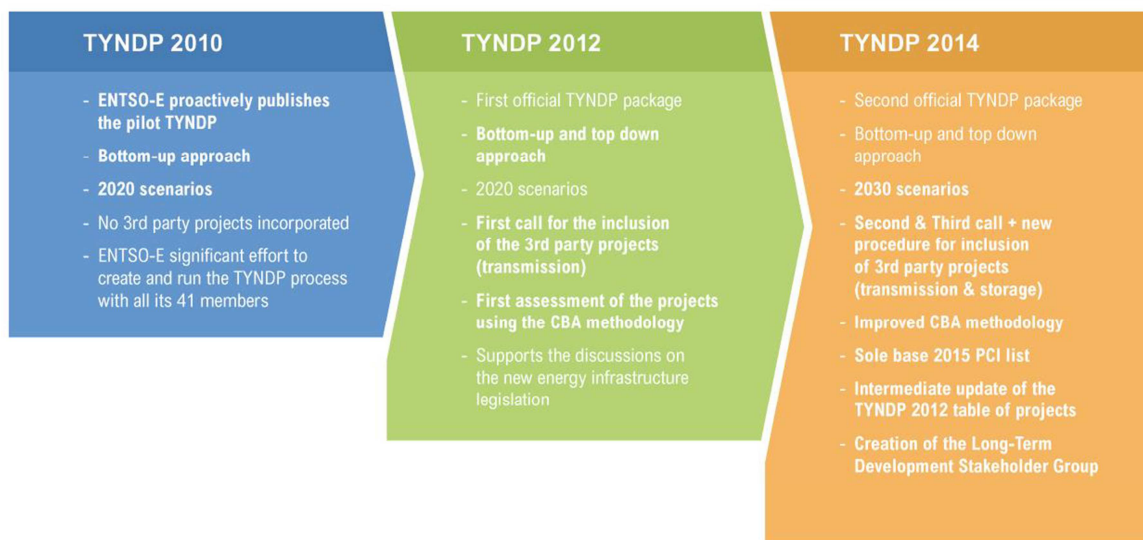 TYNDP 2010
- ENTSO-E proactively publishes
the pilot TYNDP
- Bottom-up approach
- 2020 scenarios
- No 3rd party projects incorporated
- ENTSO-E significant effort to
create and run the TYNDP process
with all its 41 members
TYNDP 2012
- First official TYNDP package
- Bottom-up and top down
approach
- 2020 scenarios
- First call for the inclusion
of the 3rd party projects
(transmission)
- First assessment of the projects
using the CBA methodology
- Supports the discussions on
the new energy infrastructure
legislation
TYNDP 2014
- Second official TYNDP package
- Bottom-up and top down
approach
- 2030 scenarios
- Second & Third call + new
procedure for inclusion
of 3rd party projects
(transmission & storage)
- Improved CBA methodology
- Sole base 2015 PCI list
- Intermediate update of the
TYNDP 2012 table of projects
- Creation of the Long-Term
Development Stakeholder Group